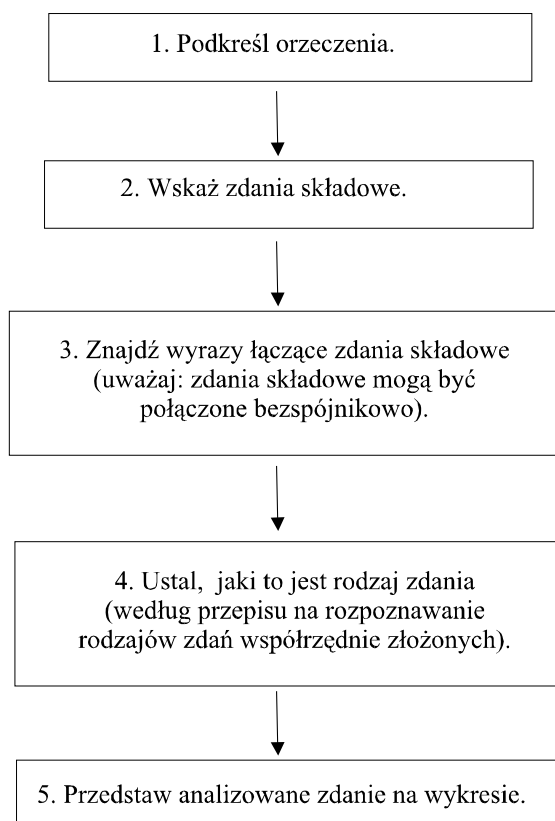 1. Podkreśl orzeczenia.
2. Wskaż zdania składowe.
3. Znajdź wyrazy łączące zdania składowe
(uważaj: zdania składowe mogą być
połączone bezspójnikowo).
4. Ustal, jaki to jest rodzaj zdania
(według przepisu na rozpoznawanie
rodzajów zdań współrzędnie złożonych).
5. Przedstaw analizowane zdanie na wykresie.